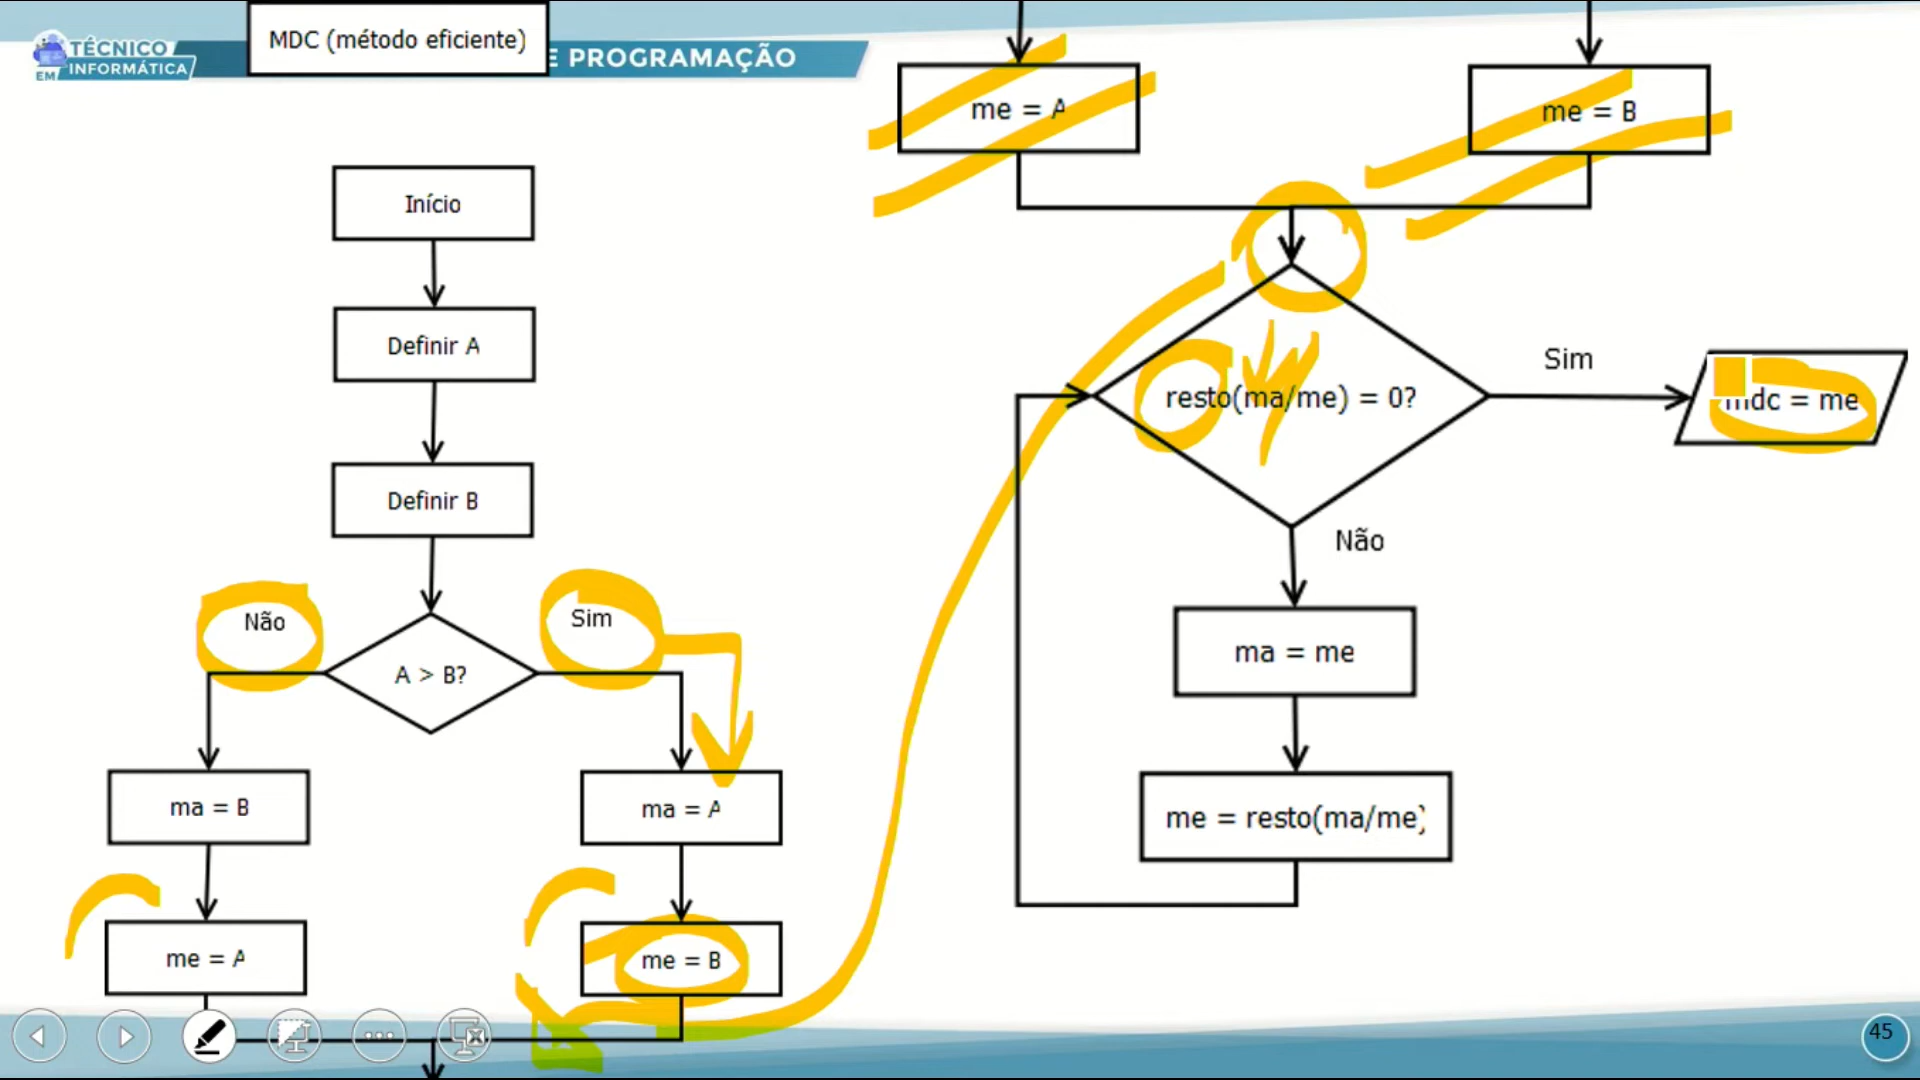 MDC (método eficiente)
TÉCNICO
EM INFORMÁTICA
E PROGRAMAÇÃO
Início
Definir A
Definir B
Não
Sim
A > B?
ma = B
ma = A
me = A
me = B
me = A
me = B
resto(ma/me) = 0?
Sim
mdc = me
Não
ma = me
me = resto(ma/me)
45